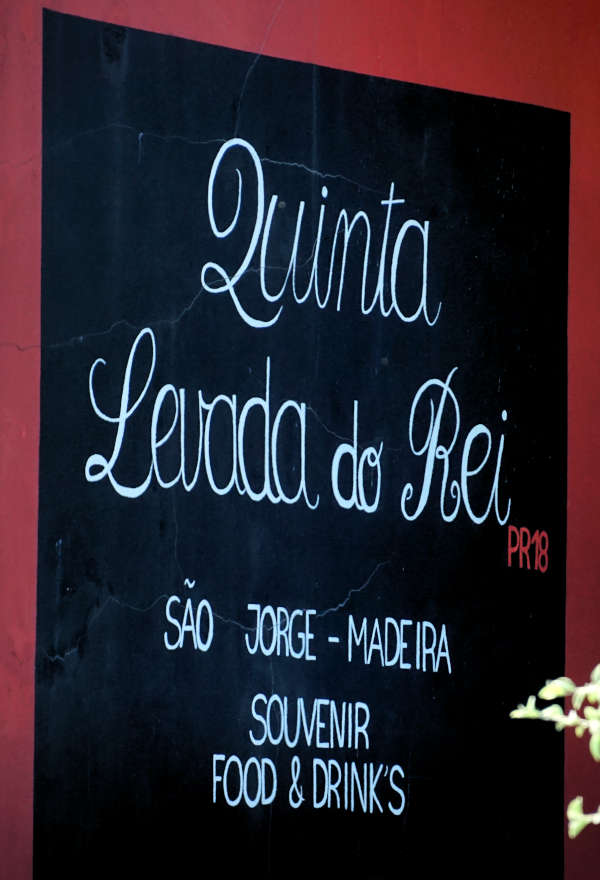 Quinta
Levada do Rei
PR18
SÃO JORGE - MADEIRA
SOUVENIR
FOOD & DRINK'S